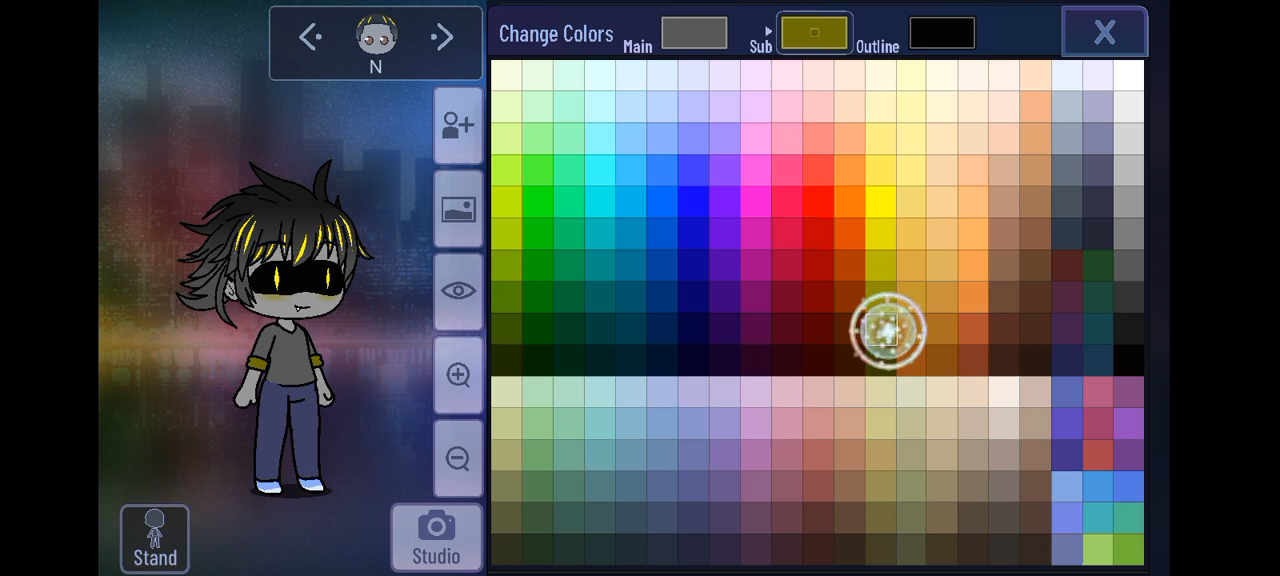 N
Change Colors
Main
Sub
Outline
X
Stand
Studio